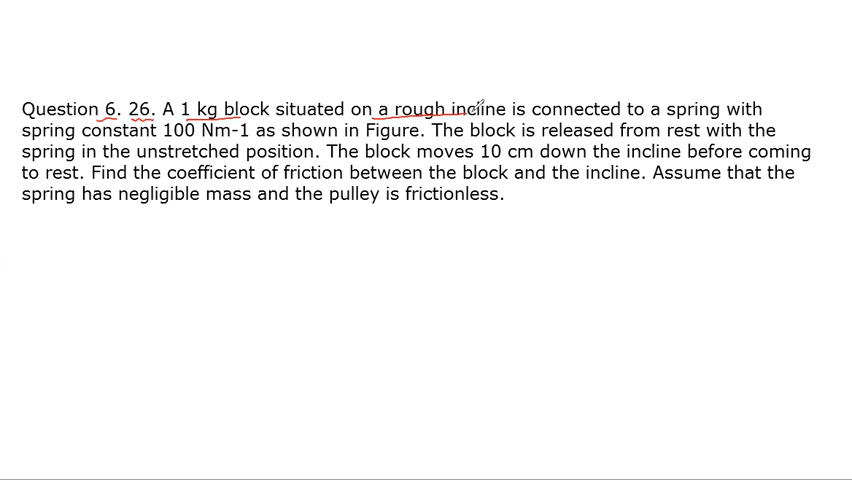 Question 6. 26. A 1 kg block situated on a rough incline is connected to a spring with
spring constant 100 Nm-1 as shown in Figure. The block is released from rest with the
spring in the unstretched position. The block moves 10 cm down the incline before coming
to rest. Find the coefficient of friction between the block and the incline. Assume that the
spring has negligible mass and the pulley is frictionless.